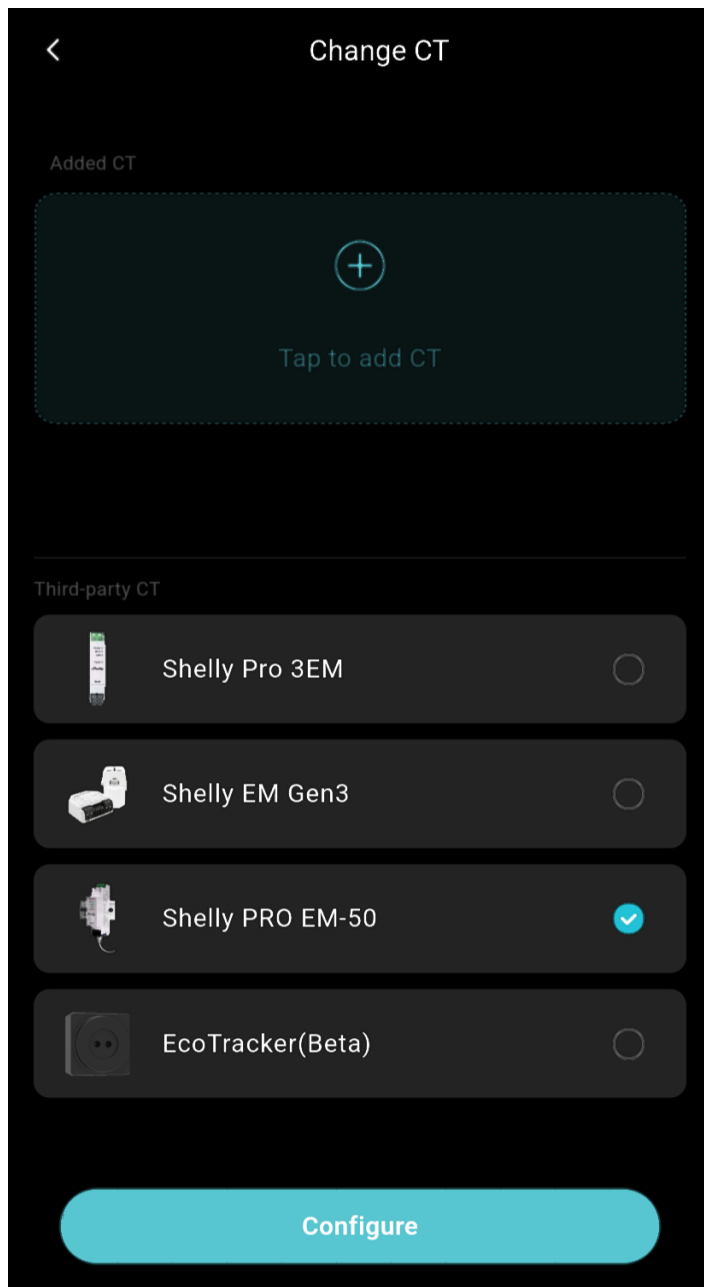 Change CT
Added CT
Tap to add CT
Third-party CT
Shelly Pro 3EM
Shelly EM Gen3
Shelly PRO EM-50
EcoTracker(Beta)
Configure